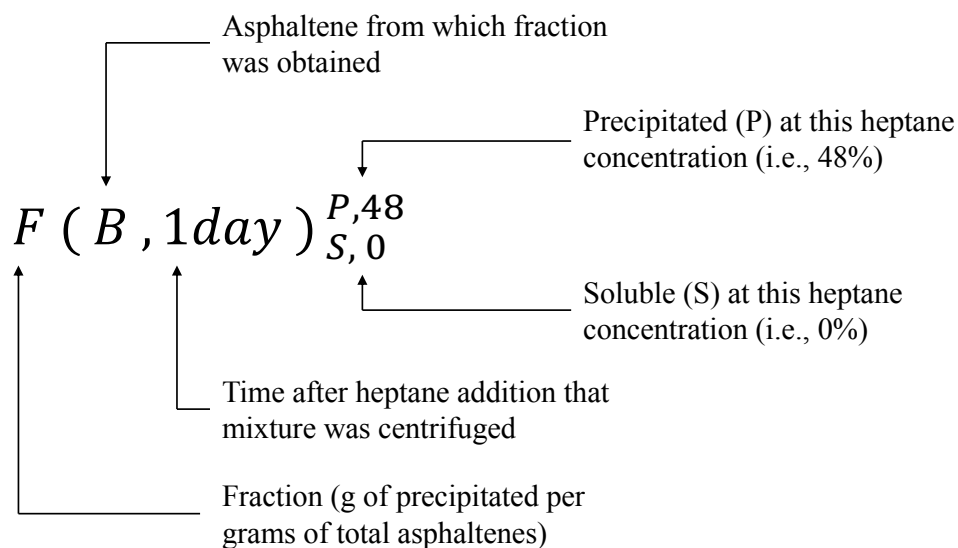 Asphaltene from which fraction
was obtained
Precipitated (P) at this heptane
concentration (i.e., 48%)
F ( B , 1day ) P,48
S, 0
Soluble (S) at this heptane
concentration (i.e., 0%)
Time after heptane addition that
mixture was centrifuged
Fraction (g of precipitated per
grams of total asphaltenes)